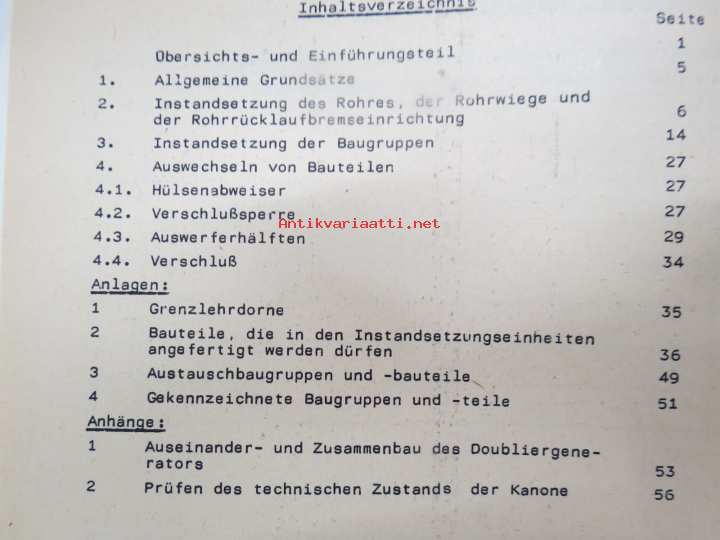 Inhaltsverzeichnis
Seite
Übersichts- und Einführungsteil 1
1. Allgemeine Grundsätze 5
2. Instandsetzung des Rohres, der Rohrwiege und
der Rohrrücklaufbremseinrichtung 6
3. Instandsetzung der Baugruppen 14
4. Auswechseln von Bauteilen 27
4.1. Hülsenabweiser 27
4.2. Verschlußsperre 27
Antikvariaatti.net
4.3. Auswerferhälften 29
4.4. Verschluß 34
Anlagen:
1 Grenzlehrdorne 35
2 Bauteile, die in den Instandsetzungseinheiten
angefertigt werden dürfen 36
3 Austauschbaugruppen und -bauteile 49
4 Gekennzeichnete Baugruppen und -teile 51
Anhänge:
1 Auseinander- und Zusammenbau des Doubliergene-
rators 53
2 Prüfen des technischen Zustands der Kanone 56